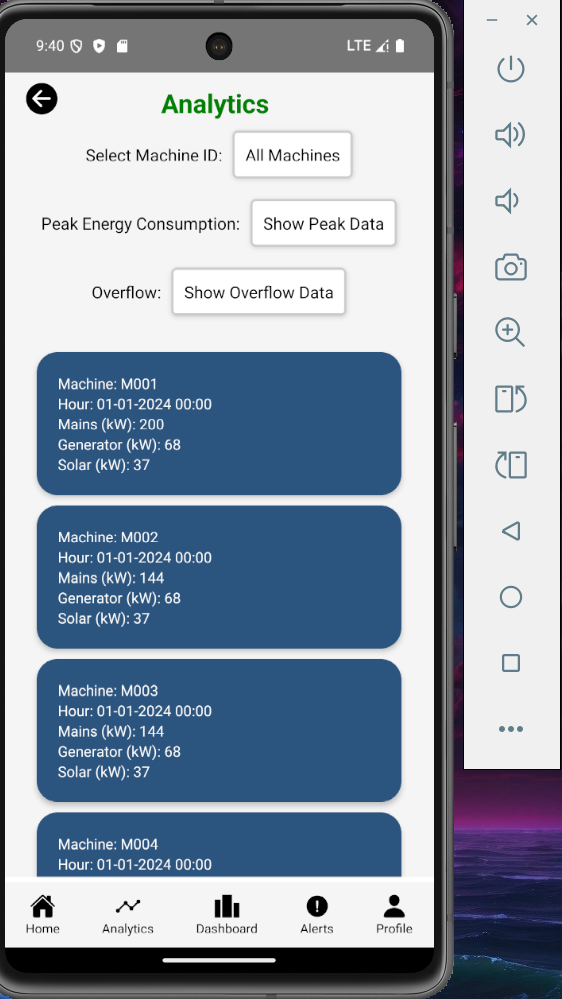 9:40
LTE
Analytics
Select Machine ID: All Machines
Peak Energy Consumption: Show Peak Data
Overflow: Show Overflow Data
Machine: M001
Hour: 01-01-2024 00:00
Mains (kW): 200
Generator (kW): 68
Solar (kW): 37
Machine: M002
Hour: 01-01-2024 00:00
Mains (kW): 144
Generator (kW): 68
Solar (kW): 37
Machine: M003
Hour: 01-01-2024 00:00
Mains (kW): 144
Generator (kW): 68
Solar (kW): 37
Machine: M004
Hour: 01-01-2024 00:00
Home Analytics Dashboard Alerts Profile